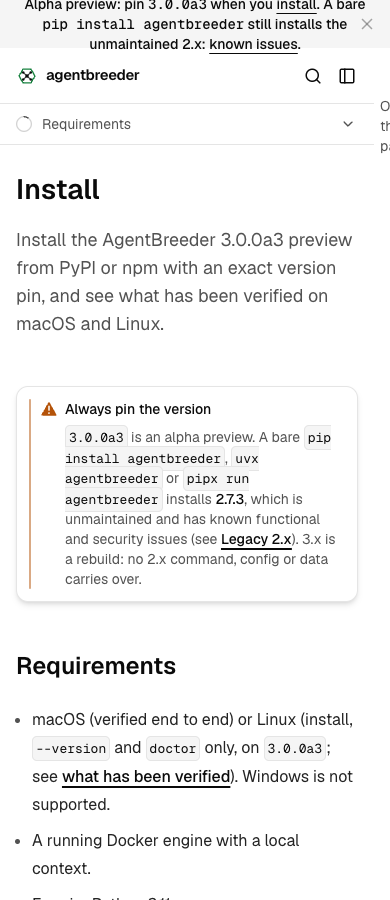 Alpha preview: pin 3.0.0a3 when you install. A bare
pip install agentbreeder still installs the
unmaintained 2.x: known issues.
agentbreeder
Requirements
Install
Install the AgentBreeder 3.0.0a3 preview
from PyPI or npm with an exact version
pin, and see what has been verified on
macOS and Linux.
Always pin the version
3.0.0a3 is an alpha preview. A bare pip
install agentbreeder, uvx
agentbreeder or pipx run
agentbreeder installs 2.7.3, which is
unmaintained and has known functional
and security issues (see Legacy 2.x). 3.x is
a rebuild: no 2.x command, config or data
carries over.
Requirements
• macOS (verified end to end) or Linux (install,
--version and doctor only, on 3.0.0a3;
see what has been verified). Windows is not
supported.
• A running Docker engine with a local
context.